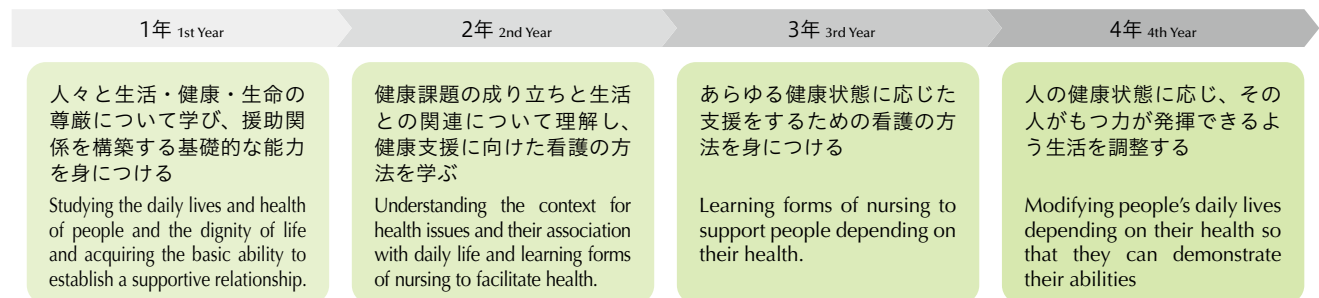 1年 1st Year
2年 2nd Year
3年 3rd Year
4年 4th Year
人々と生活・健康・生命の
尊厳について学び、援助関
係を構築する基礎的な能力
を身につける
Studying the daily lives and health
of people and the dignity of life
and acquiring the basic ability to
establish a supportive relationship.
健康課題の成り立ちと生活
との関連について理解し、
健康支援に向けた看護の方
法を学ぶ
Understanding the context for
health issues and their association
with daily life and learning forms
of nursing to facilitate health.
あらゆる健康状態に応じた
支援をするための看護の方
法を身につける
Learning forms of nursing to
support people depending on
their health.
人の健康状態に応じ、その
人がもつ力が発揮できるよ
う生活を調整する
Modifying people's daily lives
depending on their health so
that they can demonstrate
their abilities